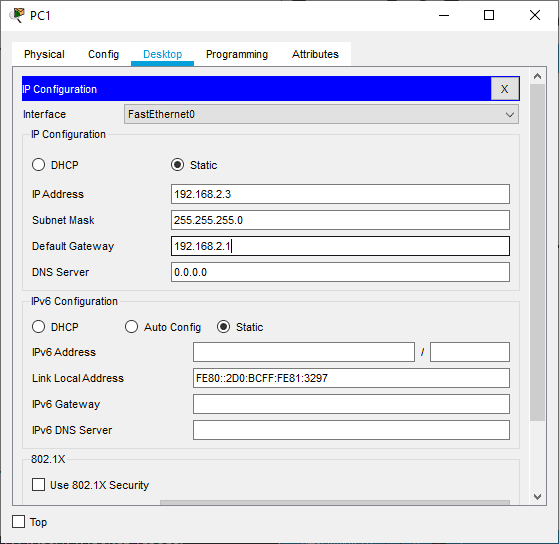 PC1
Physical Config Desktop Programming Attributes
IP Configuration X
Interface FastEthernet0
IP Configuration
DHCP Static
IP Address 192.168.2.3
Subnet Mask 255.255.255.0
Default Gateway 192.168.2.1
DNS Server 0.0.0.0
IPv6 Configuration
DHCP Auto Config Static
IPv6 Address /
Link Local Address FE80::2D0:BCFF:FE81:3297
IPv6 Gateway
IPv6 DNS Server
802.1X
Use 802.1X Security
Top